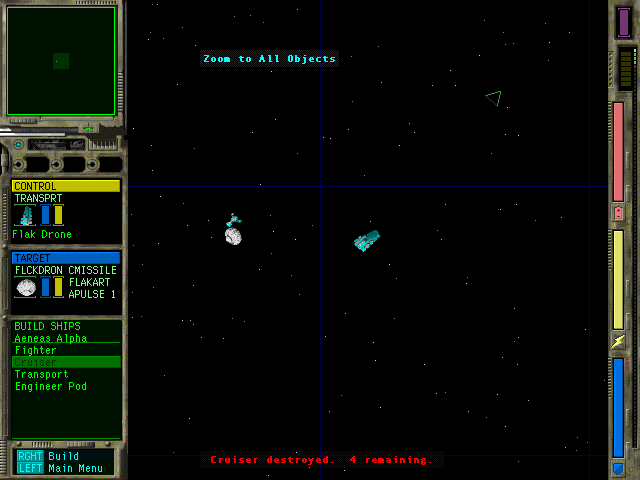 Zoom to All Objects
CONTROL
TRANSPRT
Flak Drone
TARGET
FLCKDRON CMISSILE
FLAKART
APULSE 1
BUILD SHIPS
Aeneas Alpha
Fighter
Cruiser
Transport
Engineer Pod
RGHT Build
LEFT Main Menu
Cruiser destroyed. 4 remaining.